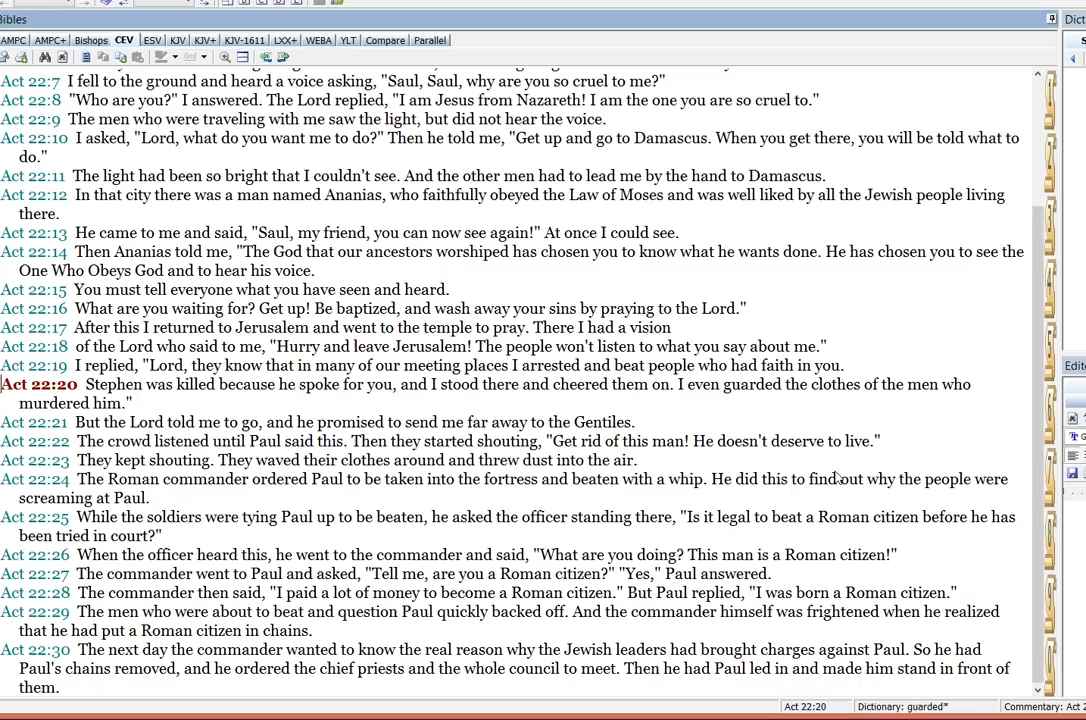 Bibles
AMPC AMPC+ Bishops CEV ESV KJV KJV+ KJV-1611 LXX+ WEBA YLT Compare Parallel
Dict
Act 22:7 I fell to the ground and heard a voice asking, "Saul, Saul, why are you so cruel to me?"
Act 22:8 "Who are you?" I answered. The Lord replied, "I am Jesus from Nazareth! I am the one you are so cruel to."
Act 22:9 The men who were traveling with me saw the light, but did not hear the voice.
Act 22:10 I asked, "Lord, what do you want me to do?" Then he told me, "Get up and go to Damascus. When you get there, you will be told what to
do."
Act 22:11 The light had been so bright that I couldn't see. And the other men had to lead me by the hand to Damascus.
Act 22:12 In that city there was a man named Ananias, who faithfully obeyed the Law of Moses and was well liked by all the Jewish people living
there.
Act 22:13 He came to me and said, "Saul, my friend, you can now see again!" At once I could see.
Act 22:14 Then Ananias told me, "The God that our ancestors worshiped has chosen you to know what he wants done. He has chosen you to see the
One Who Obeys God and to hear his voice.
Act 22:15 You must tell everyone what you have seen and heard.
Act 22:16 What are you waiting for? Get up! Be baptized, and wash away your sins by praying to the Lord."
Act 22:17 After this I returned to Jerusalem and went to the temple to pray. There I had a vision
Act 22:18 of the Lord who said to me, "Hurry and leave Jerusalem! The people won't listen to what you say about me."
Act 22:19 I replied, "Lord, they know that in many of our meeting places I arrested and beat people who had faith in you.
Act 22:20 Stephen was killed because he spoke for you, and I stood there and cheered them on. I even guarded the clothes of the men who
murdered him."
Act 22:21 But the Lord told me to go, and he promised to send me far away to the Gentiles.
Act 22:22 The crowd listened until Paul said this. Then they started shouting, "Get rid of this man! He doesn't deserve to live."
Act 22:23 They kept shouting. They waved their clothes around and threw dust into the air.
Act 22:24 The Roman commander ordered Paul to be taken into the fortress and beaten with a whip. He did this to find out why the people were
screaming at Paul.
Act 22:25 While the soldiers were tying Paul up to be beaten, he asked the officer standing there, "Is it legal to beat a Roman citizen before he has
been tried in court?"
Act 22:26 When the officer heard this, he went to the commander and said, "What are you doing? This man is a Roman citizen!"
Act 22:27 The commander went to Paul and asked, "Tell me, are you a Roman citizen?" "Yes," Paul answered.
Act 22:28 The commander then said, "I paid a lot of money to become a Roman citizen." But Paul replied, "I was born a Roman citizen."
Act 22:29 The men who were about to beat and question Paul quickly backed off. And the commander himself was frightened when he realized
that he had put a Roman citizen in chains.
Act 22:30 The next day the commander wanted to know the real reason why the Jewish leaders had brought charges against Paul. So he had
Paul's chains removed, and he ordered the chief priests and the whole council to meet. Then he had Paul led in and made him stand in front of
them.
Edito
Act 22:20 Dictionary: guarded* Commentary: Act 2